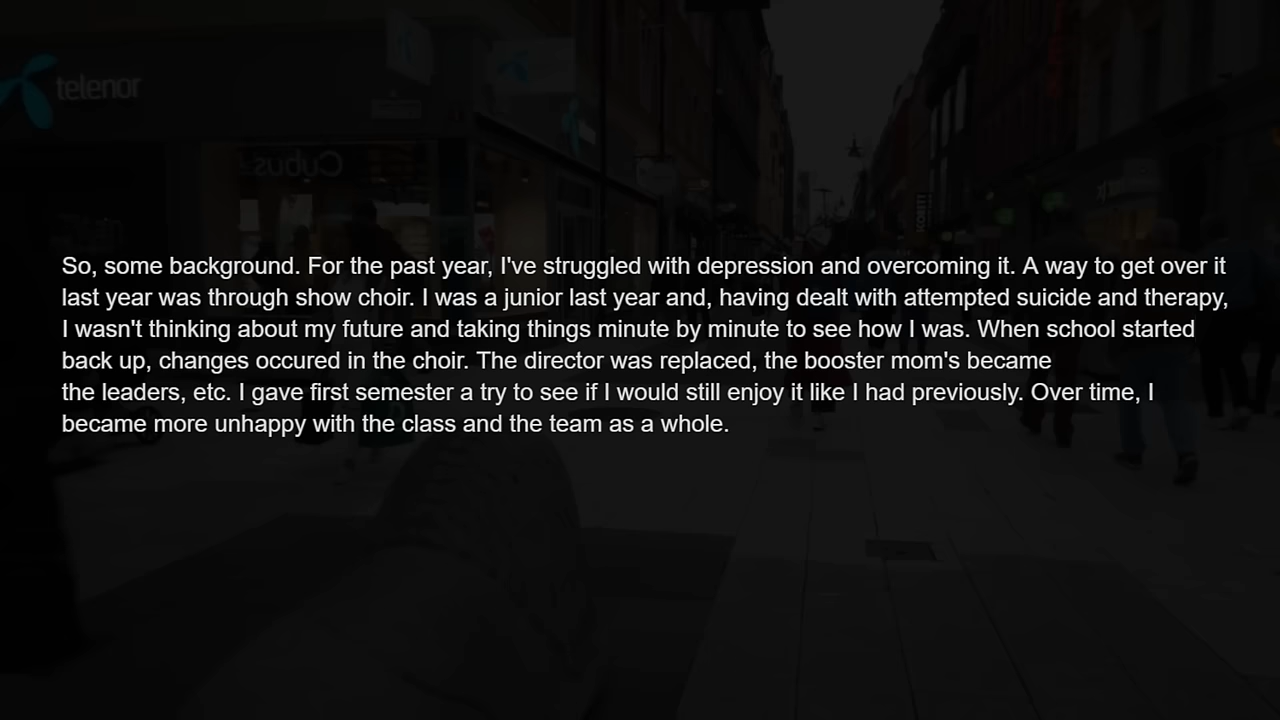 telenor
Cubus
So, some background. For the past year, I've struggled with depression and overcoming it. A way to get over it
last year was through show choir. I was a junior last year and, having dealt with attempted suicide and therapy,
I wasn't thinking about my future and taking things minute by minute to see how I was. When school started
back up, changes occured in the choir. The director was replaced, the booster mom's became
the leaders, etc. I gave first semester a try to see if I would still enjoy it like I had previously. Over time, I
became more unhappy with the class and the team as a whole.